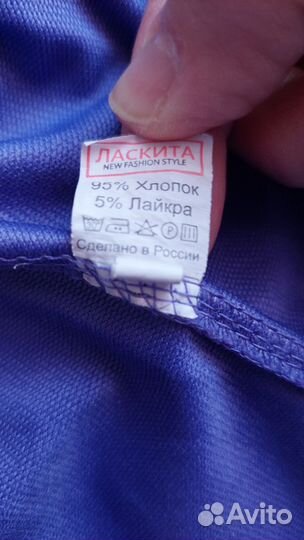 ЛАСКИТА
NEW FASHION STYLE
95% Хлопок
5% Лайкра
Сделано в России
Avito